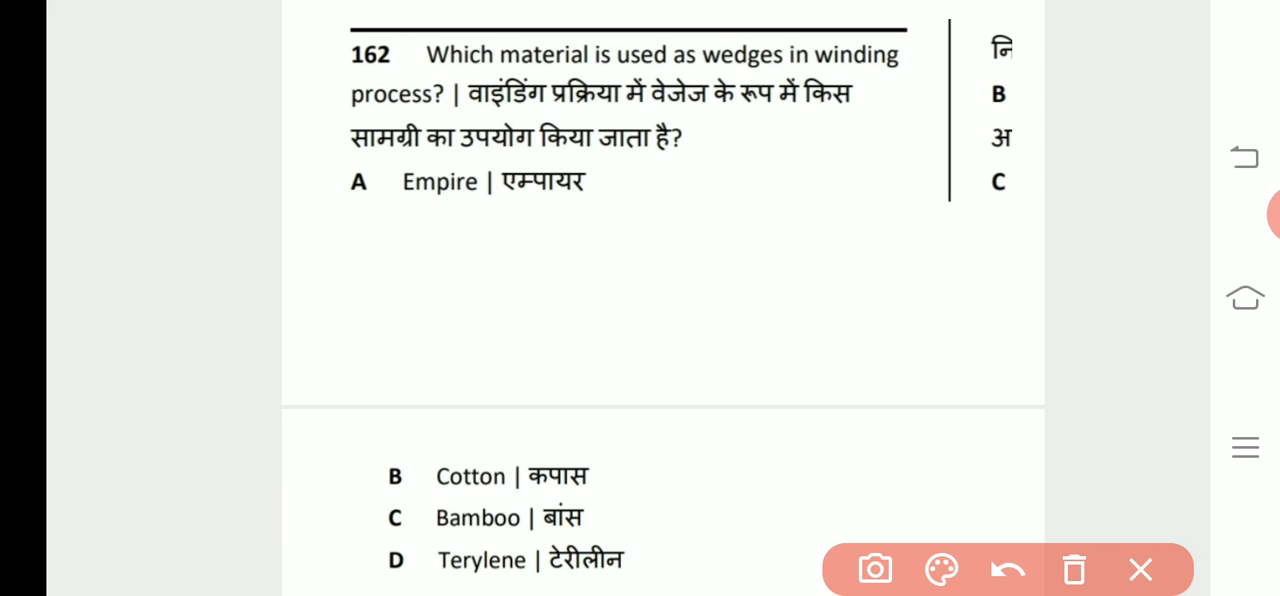 162 Which material is used as wedges in winding
process? | वाइंडिंग प्रक्रिया में वेजेज के रूप में किस
सामग्री का उपयोग किया जाता है?
A Empire | एम्पायर
B Cotton | कपास
C Bamboo | बांस
D Terylene | टेरीलीन
नि
B
अ
C